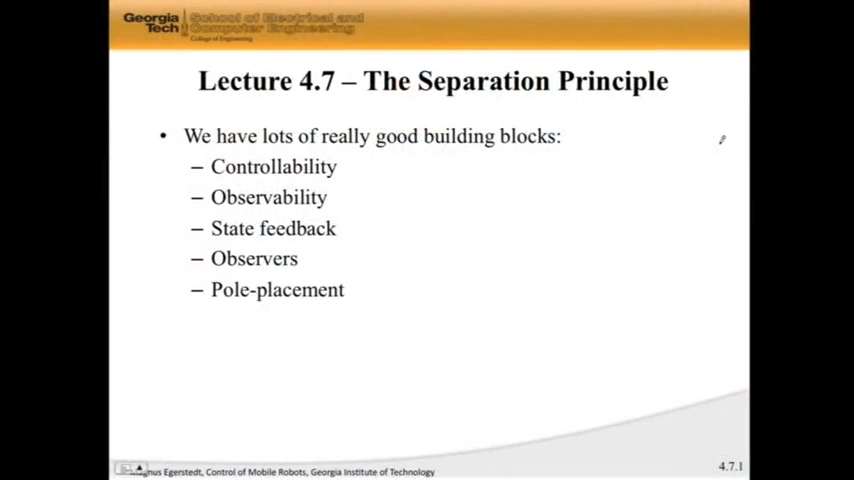 Georgia Tech
School of Electrical and
Computer Engineering
College of Engineering
Lecture 4.7 – The Separation Principle
• We have lots of really good building blocks:
– Controllability
– Observability
– State feedback
– Observers
– Pole-placement
Egerstedt, Control of Mobile Robots, Georgia Institute of Technology
4.7.1